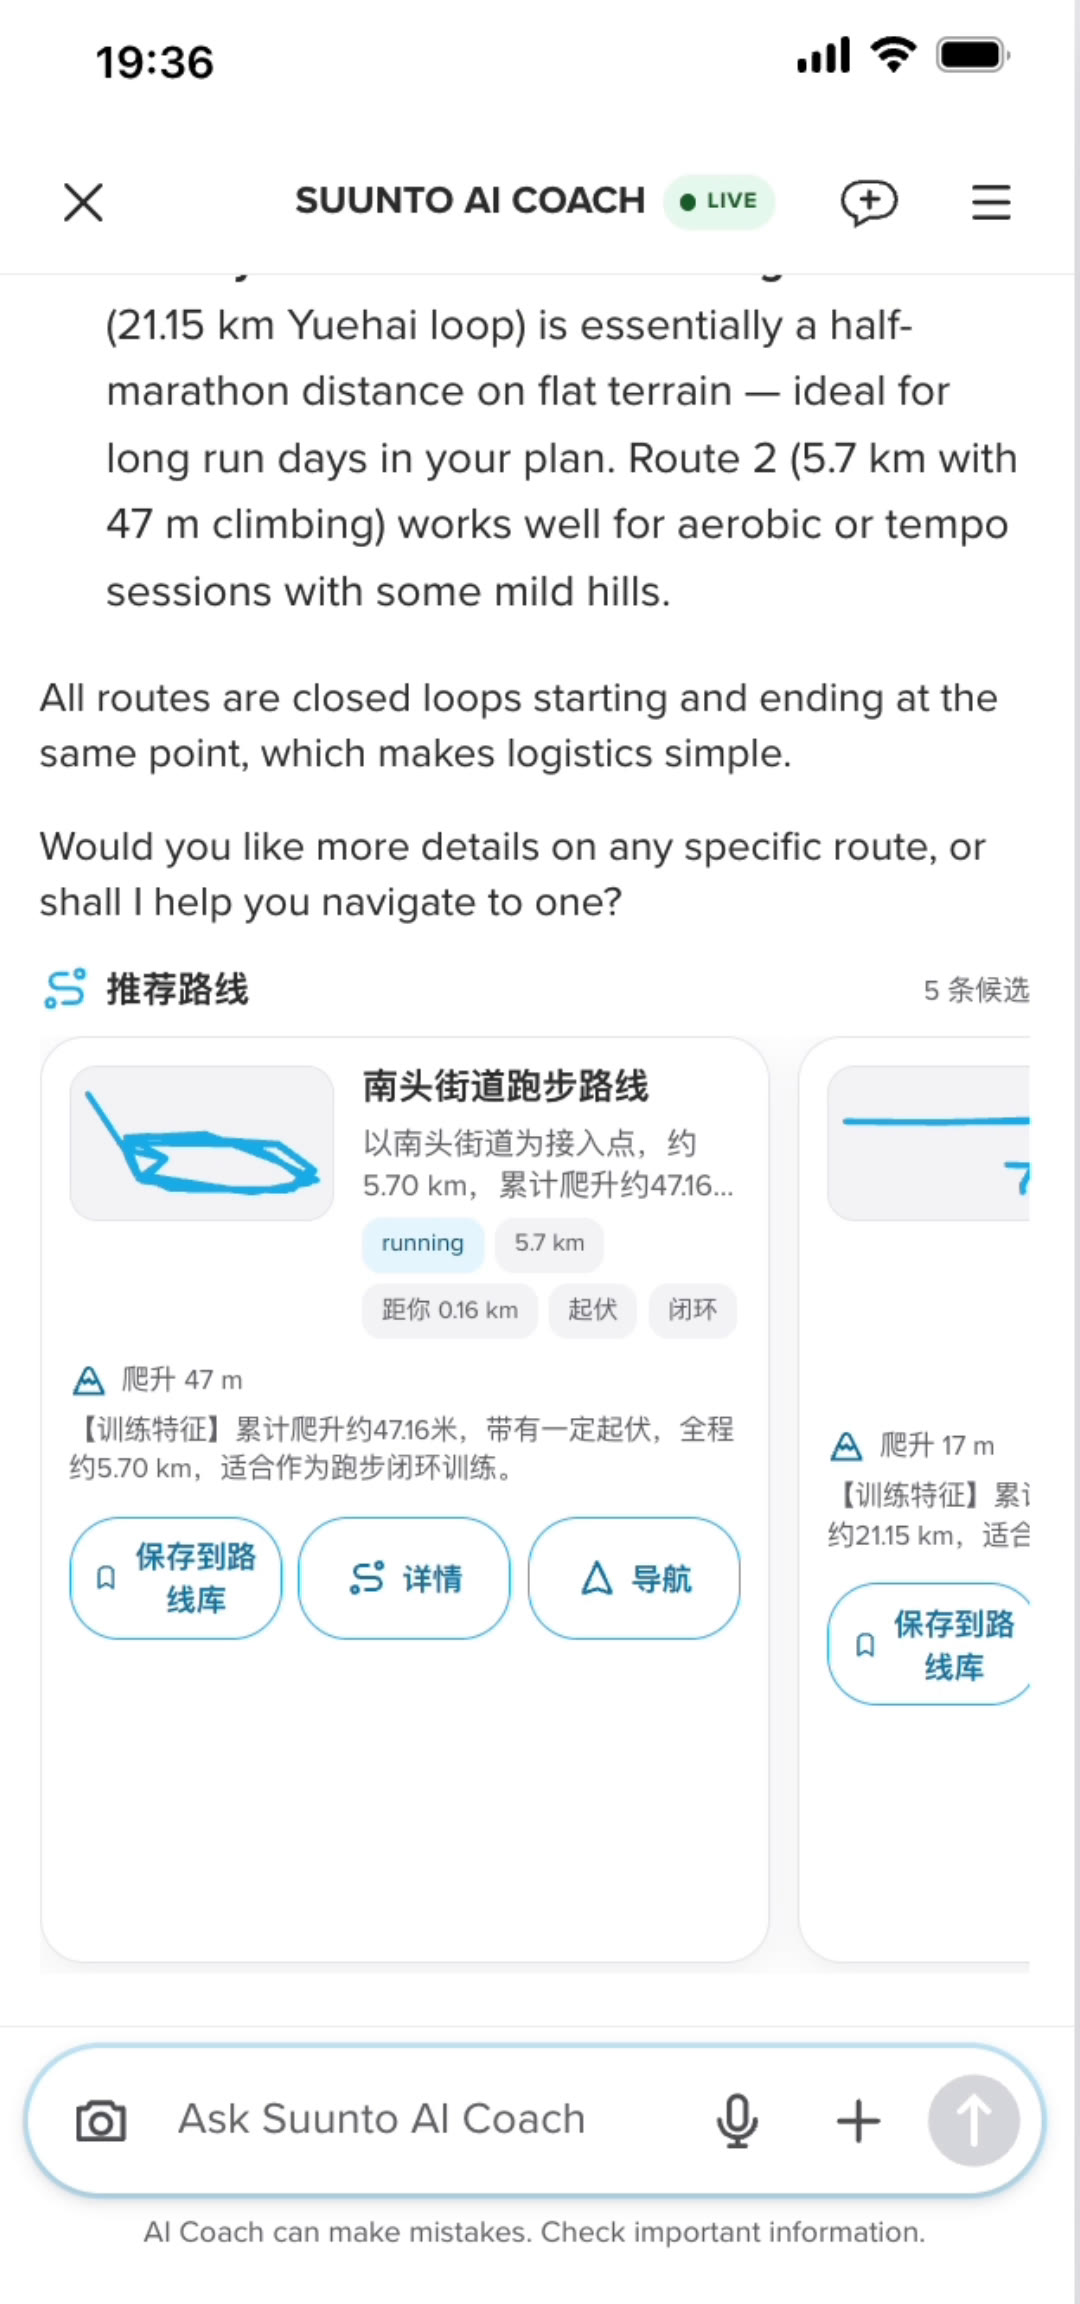 19:36
SUUNTO AI COACH
LIVE
(21.15 km Yuehai loop) is essentially a half-
marathon distance on flat terrain — ideal for
long run days in your plan. Route 2 (5.7 km with
47 m climbing) works well for aerobic or tempo
sessions with some mild hills.
All routes are closed loops starting and ending at the
same point, which makes logistics simple.
Would you like more details on any specific route, or
shall I help you navigate to one?
推荐路线
5 条候选
南头街道跑步路线
以南头街道为接入点，约
5.70 km，累计爬升约47.16...
running
5.7 km
距你 0.16 km
起伏
闭环
爬升 47 m
【训练特征】累计爬升约47.16米，带有一定起伏，全程
约5.70 km，适合作为跑步闭环训练。
保存到路
线库
详情
导航
爬升 17 m
【训练特征】累
约21.15 km，适合
保存到路
线库
Ask Suunto AI Coach
AI Coach can make mistakes. Check important information.